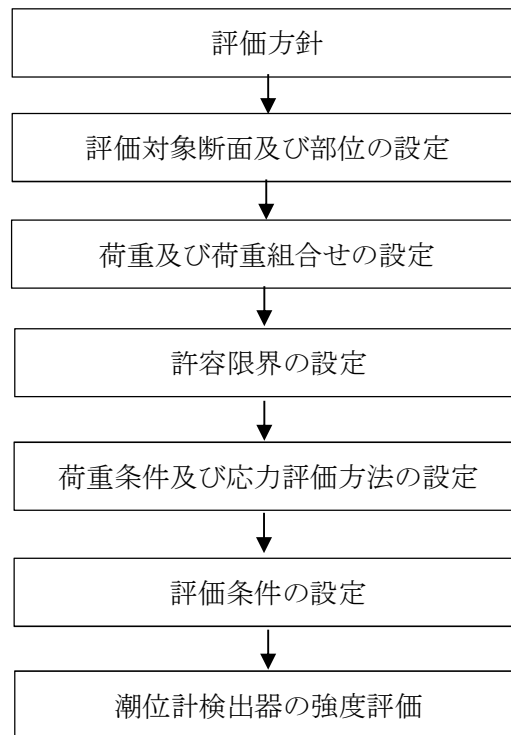 評価方針
評価対象断面及び部位の設定
荷重及び荷重組合せの設定
許容限界の設定
荷重条件及び応力評価方法の設定
評価条件の設定
潮位計検出器の強度評価